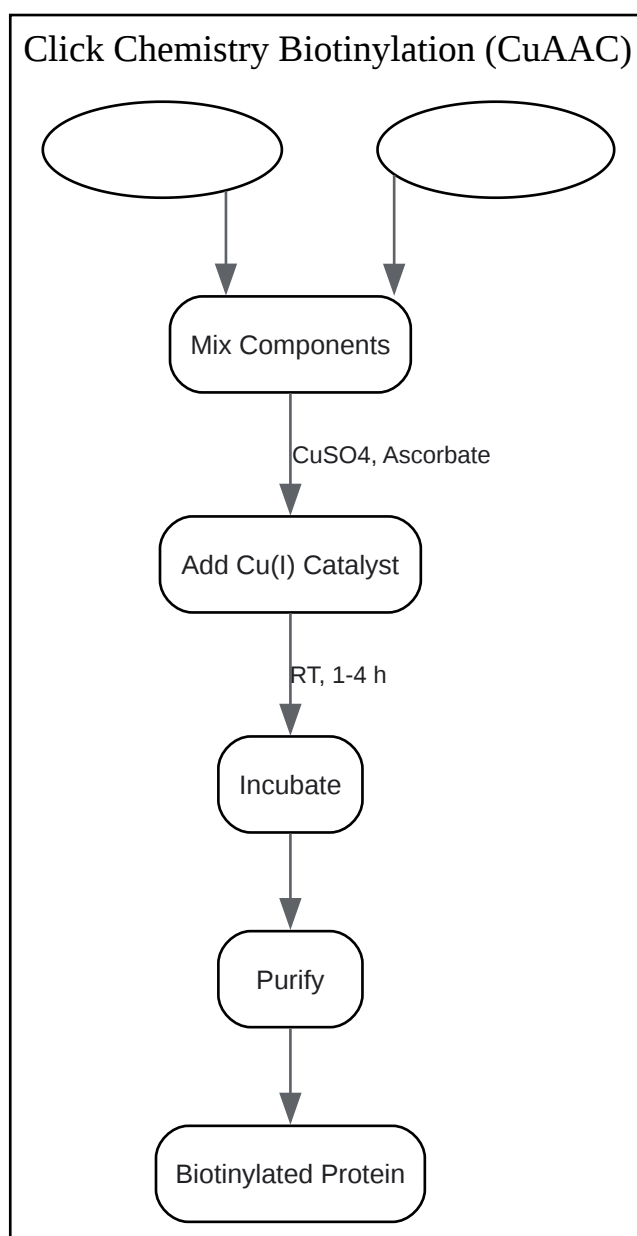 Click Chemistry Biotinylation (CuAAC)
Mix Components
CuSO4, Ascorbate
Add Cu(I) Catalyst
RT, 1-4 h
Incubate
Purify
Biotinylated Protein